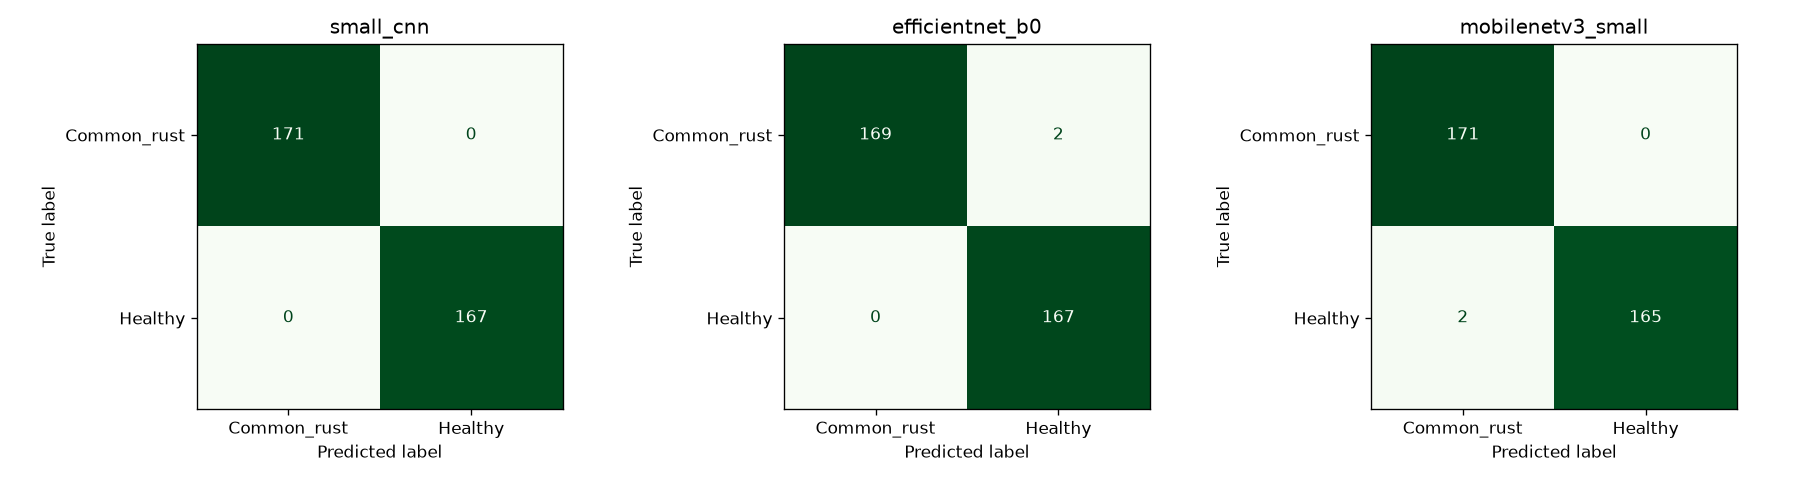 small_cnn
Common_rust
171
0
True label
Healthy
0
167
Common_rust
Healthy
Predicted label
efficientnet_b0
Common_rust
169
2
True label
Healthy
0
167
Common_rust
Healthy
Predicted label
mobilenetv3_small
Common_rust
171
0
True label
Healthy
2
165
Common_rust
Healthy
Predicted label